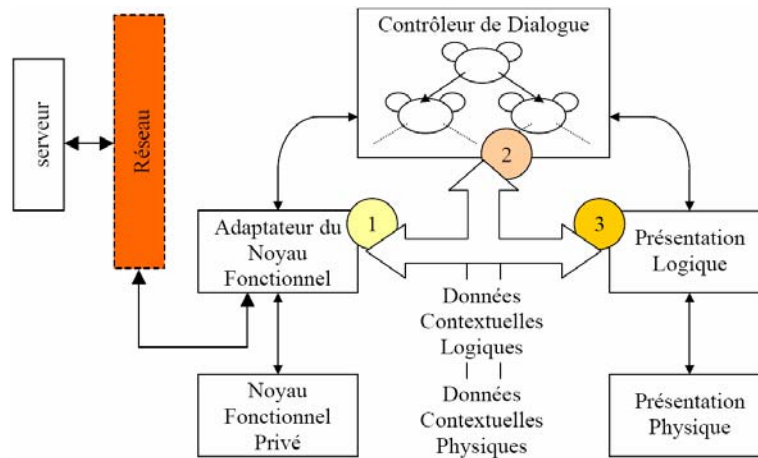 Contrôleur de Dialogue
serveur
Réseau
2
1
3
Adaptateur du
Noyau
Fonctionnel
Présentation
Logique
Données
Contextuelles
Logiques
Noyau
Fonctionnel
Privé
Données
Contextuelles
Physiques
Présentation
Physique